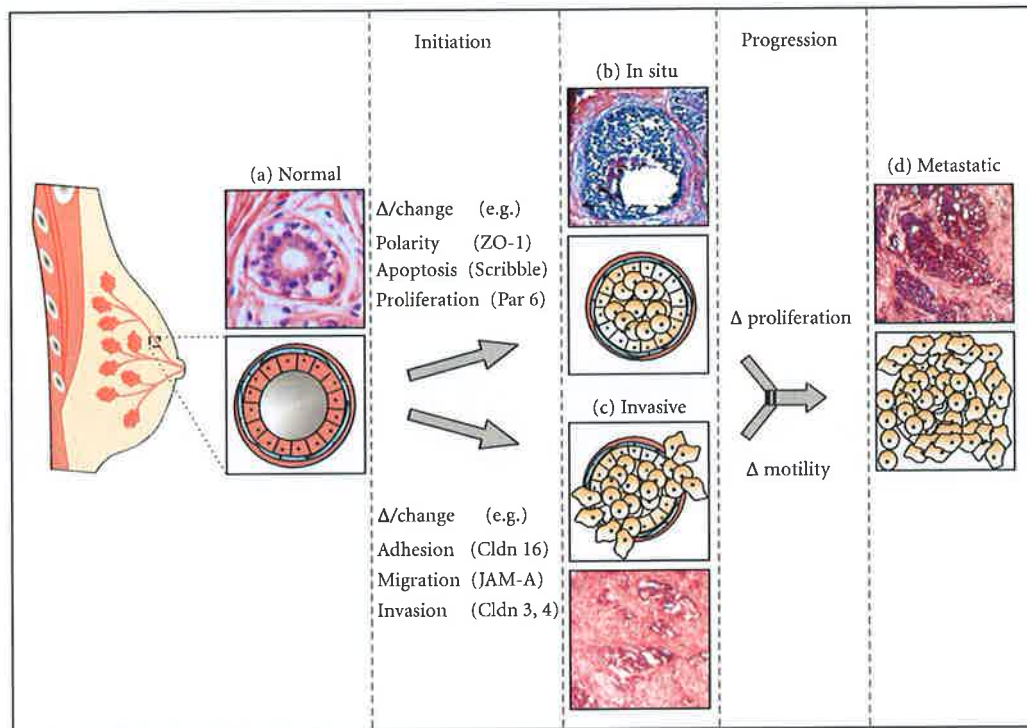 Initiation
Progression
(b) In situ
(a) Normal
(d) Metastatic
Δ/change (e.g.)
Polarity (ZO-1)
Apoptosis (Scribble)
Proliferation (Par 6)
Δ proliferation
(c) Invasive
Δ motility
Δ/change (e.g.)
Adhesion (Cldn 16)
Migration (JAM-A)
Invasion (Cldn 3, 4)